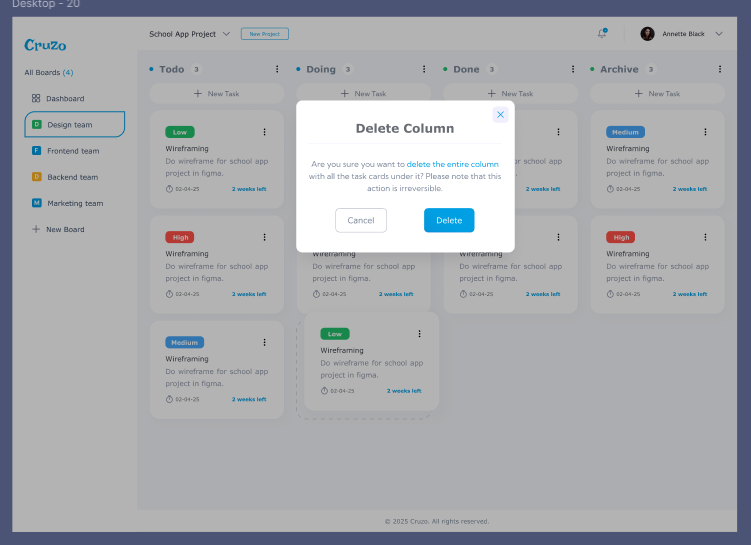 Desktop - 20
Cruzo
School App Project
New Project
Annette Black
All Boards (4)
Dashboard
D Design team
F Frontend team
D Backend team
M Marketing team
New Board
Todo 3
Doing 3
Done 3
Archive 3
New Task
New Task
New Task
New Task
Low
Wireframing
Do wireframe for school app
project in figma.
02-04-25 2 weeks left
High
Wireframing
Do wireframe for school app
project in figma.
02-04-25 2 weeks left
Medium
Wireframing
Do wireframe for school app
project in figma.
02-04-25 2 weeks left
Delete Column
Are you sure you want to delete the entire column
with all the task cards under it? Please note that this
action is irreversible.
Cancel
Delete
Wireframing
Do wireframe for school app
project in figma.
02-04-25 2 weeks left
Low
Wireframing
Do wireframe for school app
project in figma.
02-04-25 2 weeks left
for school app
2 weeks left
Wireframing
Do wireframe for school app
project in figma.
02-04-25 2 weeks left
Medium
Wireframing
Do wireframe for school app
project in figma.
02-04-25 2 weeks left
High
Wireframing
Do wireframe for school app
project in figma.
02-04-25 2 weeks left
© 2025 Cruzo. All rights reserved.